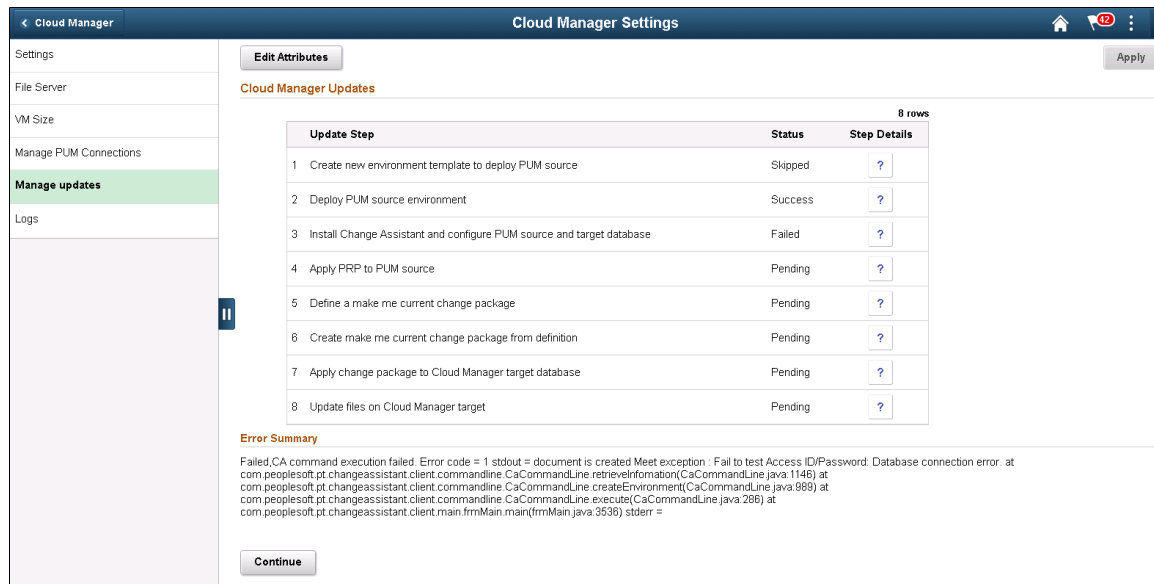 Cloud Manager
Cloud Manager Settings
42
Settings
File Server
VM Size
Manage PUM Connections
Manage updates
Logs
Edit Attributes
Apply
Cloud Manager Updates
8 rows
Update Step Status Step Details
1 Create new environment template to deploy PUM source Skipped ?
2 Deploy PUM source environment Success ?
3 Install Change Assistant and configure PUM source and target database Failed ?
4 Apply PRP to PUM source Pending ?
5 Define a make me current change package Pending ?
6 Create make me current change package from definition Pending ?
7 Apply change package to Cloud Manager target database Pending ?
8 Update files on Cloud Manager target Pending ?
Error Summary
Failed,CA command execution failed. Error code = 1 stdout = document is created Meet exception : Fail to test Access ID/Password: Database connection error. at
com.peoplesoft.pt.changeassistant.client.commandline.CaCommandLine.retrieveInfomation(CaCommandLine.java:1146) at
com.peoplesoft.pt.changeassistant.client.commandline.CaCommandLine.createEnvironment(CaCommandLine.java:989) at
com.peoplesoft.pt.changeassistant.client.commandline.CaCommandLine.execute(CaCommandLine.java:286) at
com.peoplesoft.pt.changeassistant.client.main.frmMain.main(frmMain.java:3536) stderr =
Continue